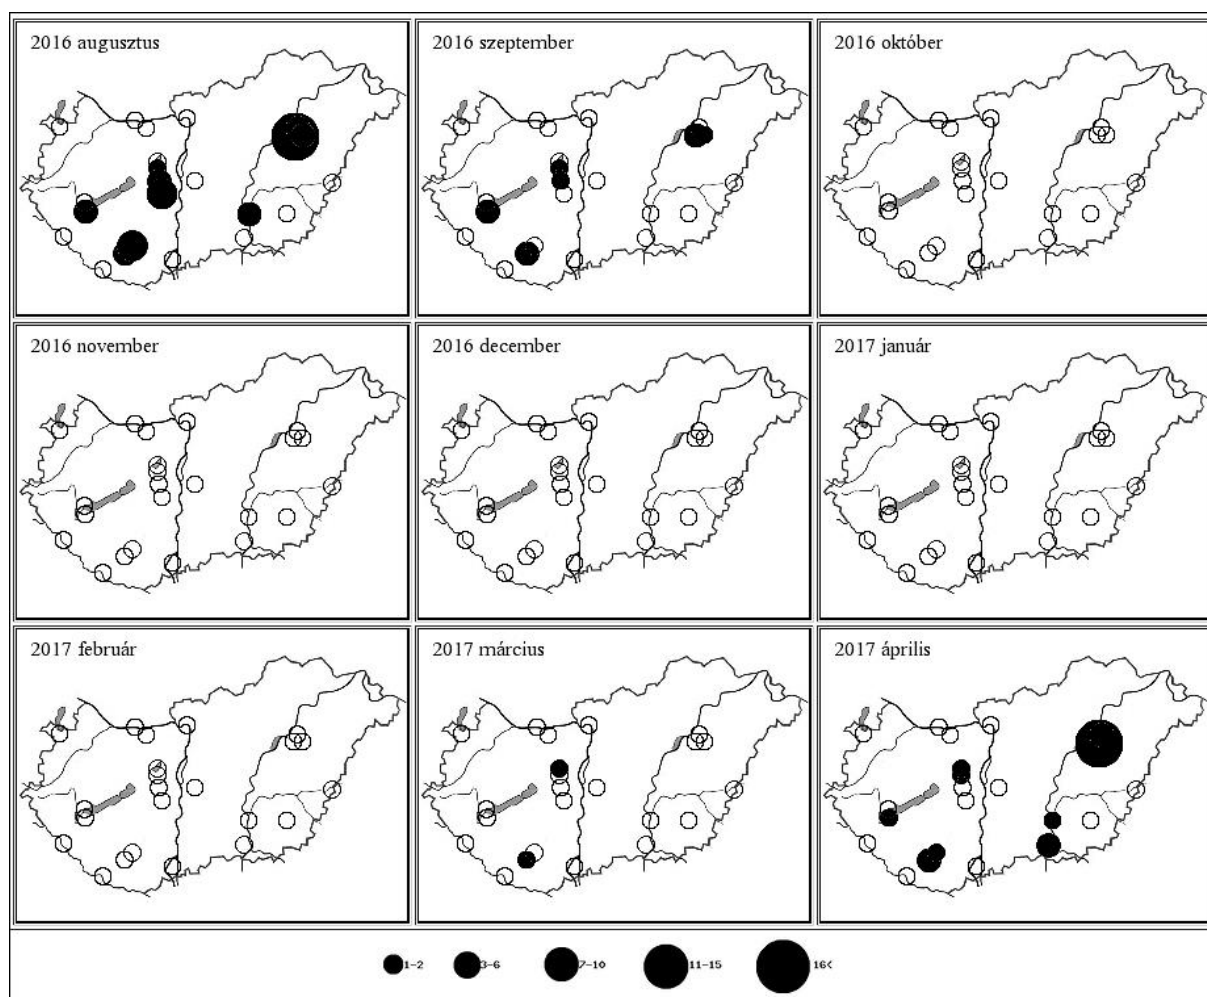 2016 augusztus
2016 szeptember
2016 október
2016 november
2016 december
2017 január
2017 február
2017 március
2017 április
1-2 3-6 7-10 11-15 16<